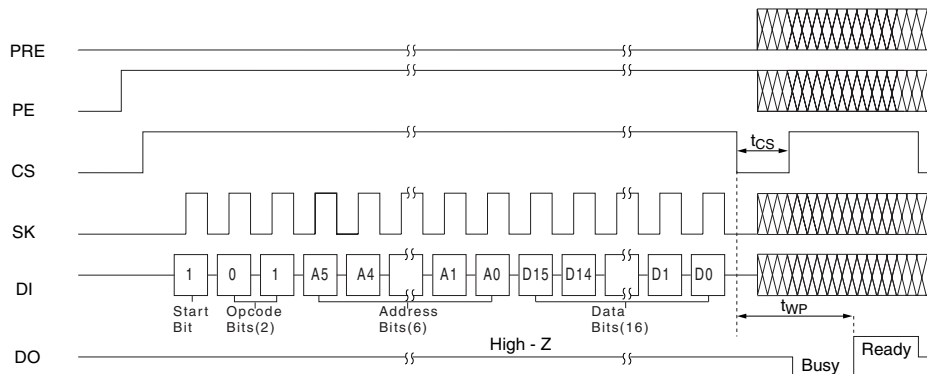 PRE
PE
CS
tCS
SK
DI
1 0 1 A5 A4 A1 A0 D15 D14 D1 D0
Start Bit
Opcode Bits(2)
Address Bits(6)
Data Bits(16)
tWP
DO
High - Z
Busy
Ready